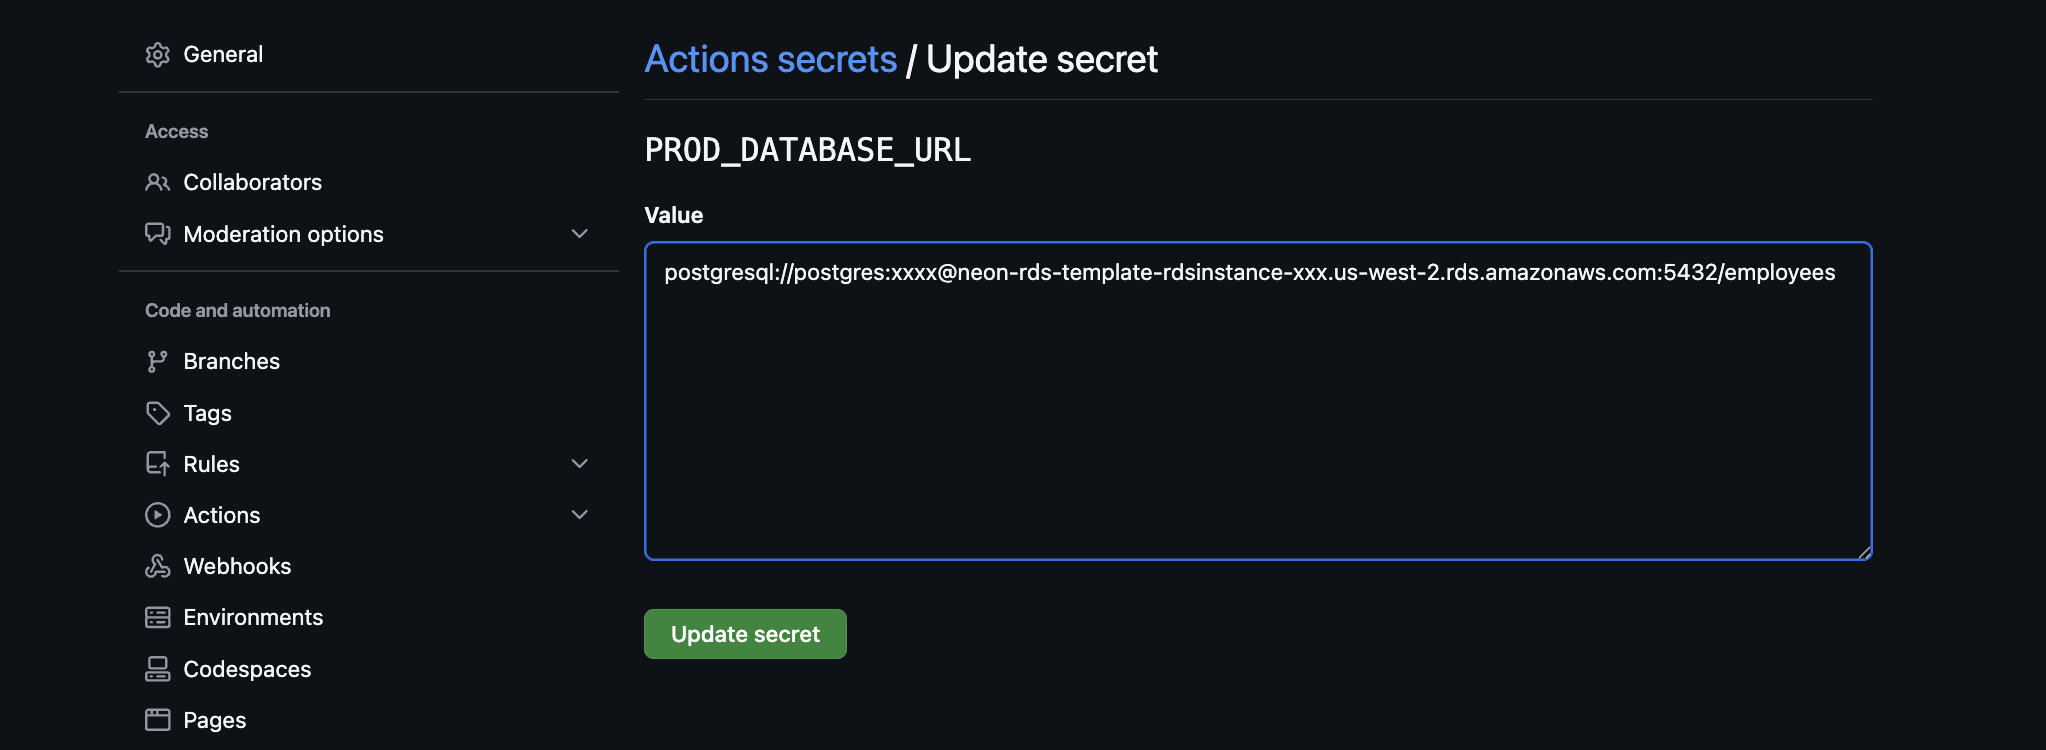 General
Access
Collaborators
Moderation options
Code and automation
Branches
Tags
Rules
Actions
Webhooks
Environments
Codespaces
Pages
Actions secrets / Update secret
PROD_DATABASE_URL
Value
postgresql://postgres:xxxx@neon-rds-template-rdsinstance-xxx.us-west-2.rds.amazonaws.com:5432/employees
Update secret